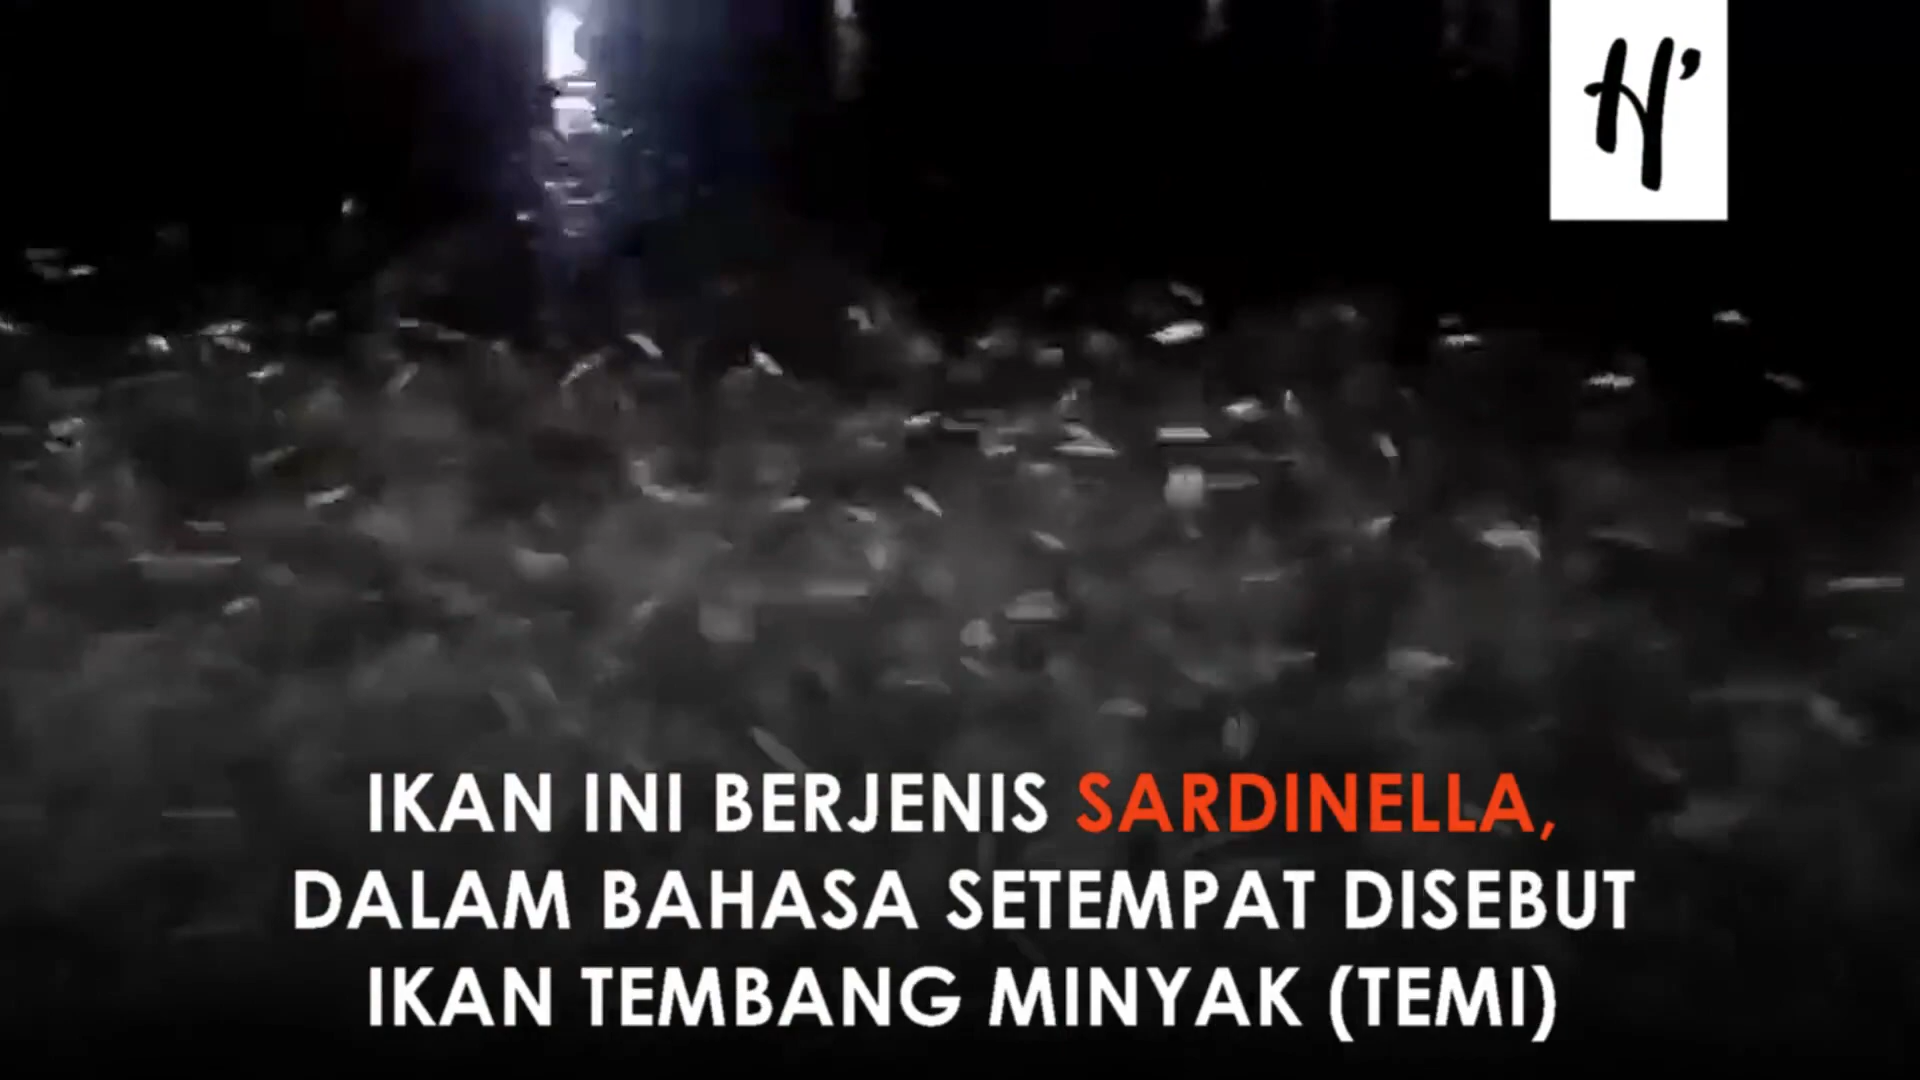 H'
IKAN INI BERJENIS SARDINELLA,
DALAM BAHASA SETEMPAT DISEBUT
IKAN TEMBANG MINYAK (TEMI)